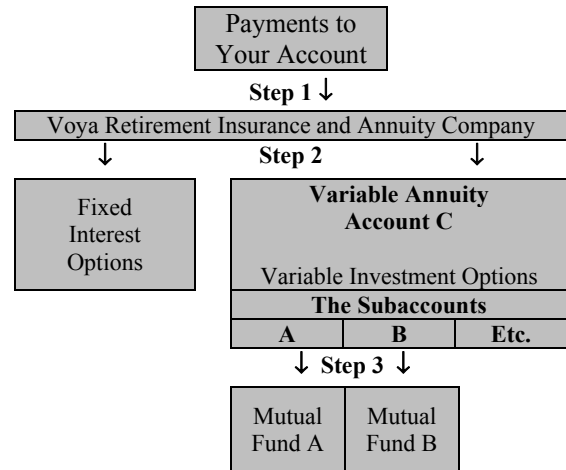 Payments to
Your Account
Step 1 ↓
Voya Retirement Insurance and Annuity Company
↓ Step 2 ↓
Fixed
Interest
Options
Variable Annuity
Account C
Variable Investment Options
The Subaccounts
A B Etc.
↓ Step 3 ↓
Mutual
Fund A
Mutual
Fund B